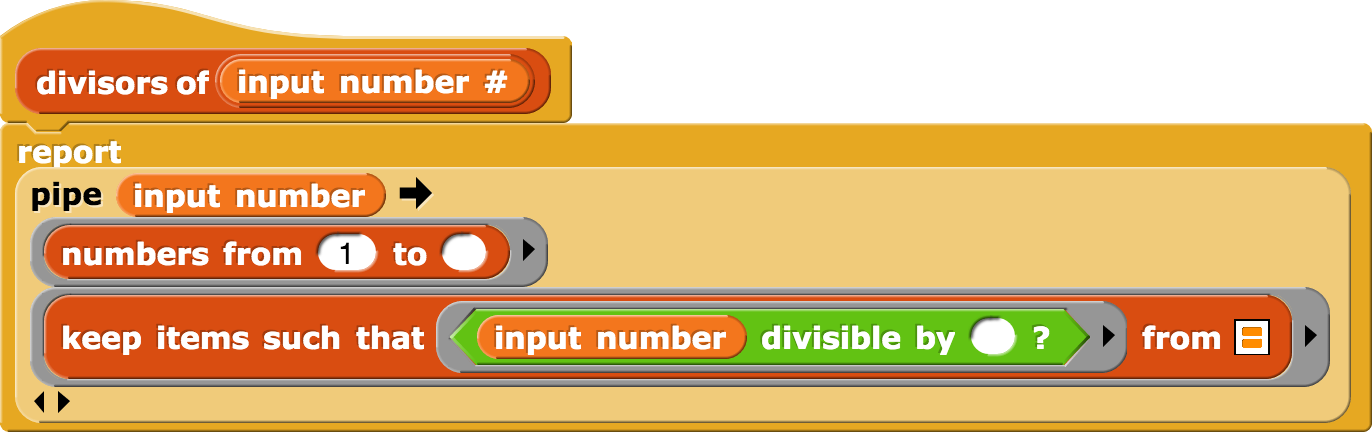 divisors of input number #
report
pipe input number
numbers from 1 to
keep items such that input number divisible by ? from